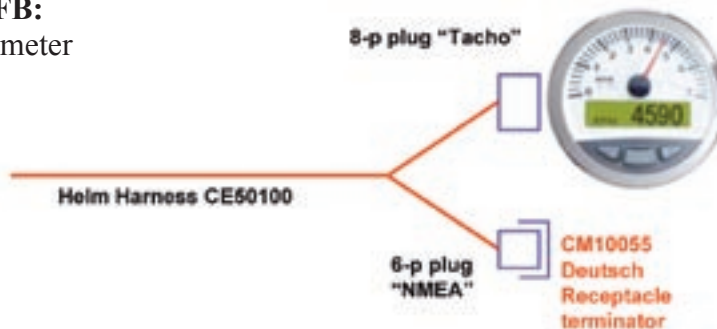 FB:
meter
8-p plug “Tacho”
4590
Helm Harness CE50100
6-p plug
“NMEA”
CM10055
Deutsch
Receptacle
terminator